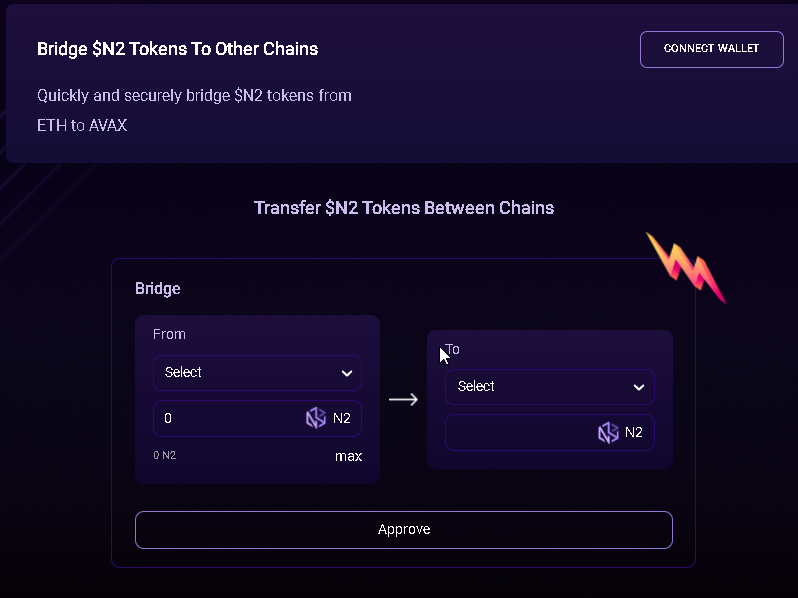 Bridge $N2 Tokens To Other Chains
CONNECT WALLET
Quickly and securely bridge $N2 tokens from
ETH to AVAX
Transfer $N2 Tokens Between Chains
Bridge
From
Select
0 N2
0 N2
max
To
Select
N2
Approve